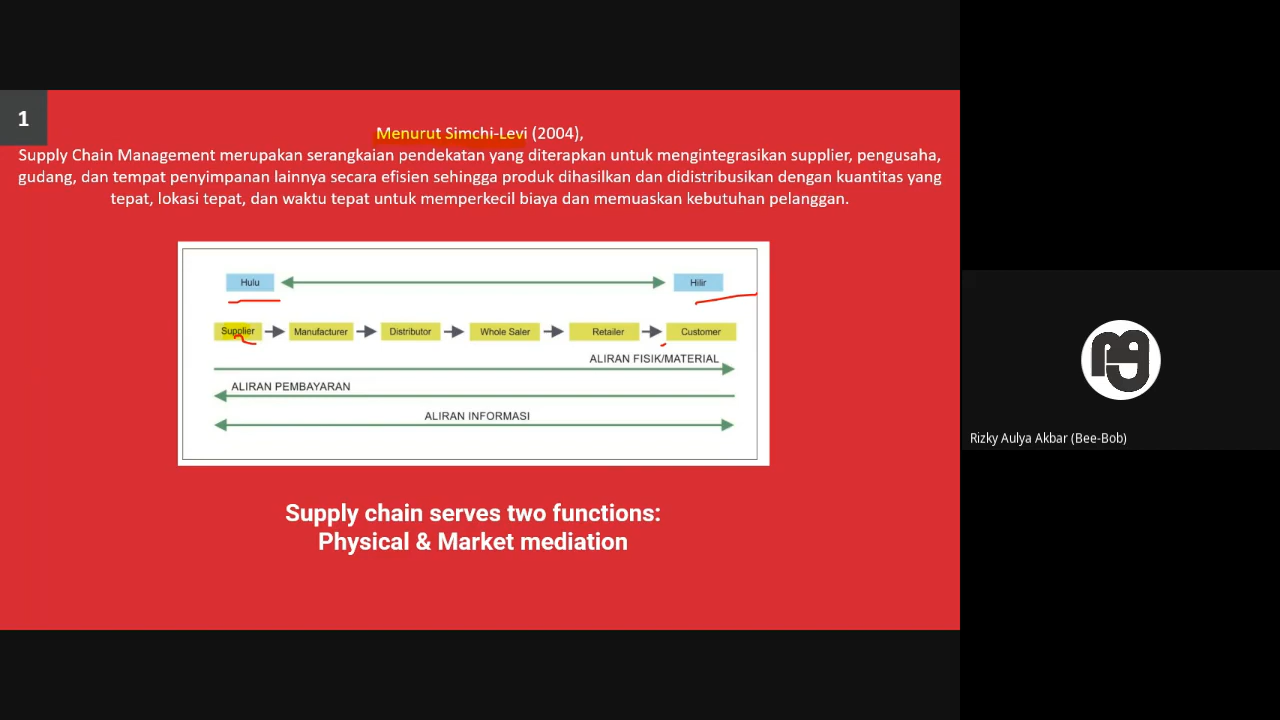 1
Menurut Simchi-Levi (2004),
Supply Chain Management merupakan serangkaian pendekatan yang diterapkan untuk mengintegrasikan supplier, pengusaha,
gudang, dan tempat penyimpanan lainnya secara efisien sehingga produk dihasilkan dan didistribusikan dengan kuantitas yang
tepat, lokasi tepat, dan waktu tepat untuk memperkecil biaya dan memuaskan kebutuhan pelanggan.
Hulu Hilir
Supplier Manufacturer Distributor Whole Saler Retailer Customer
ALIRAN FISIK/MATERIAL
ALIRAN PEMBAYARAN
ALIRAN INFORMASI
Supply chain serves two functions:
Physical & Market mediation
Rizky Aulya Akbar (Bee-Bob)